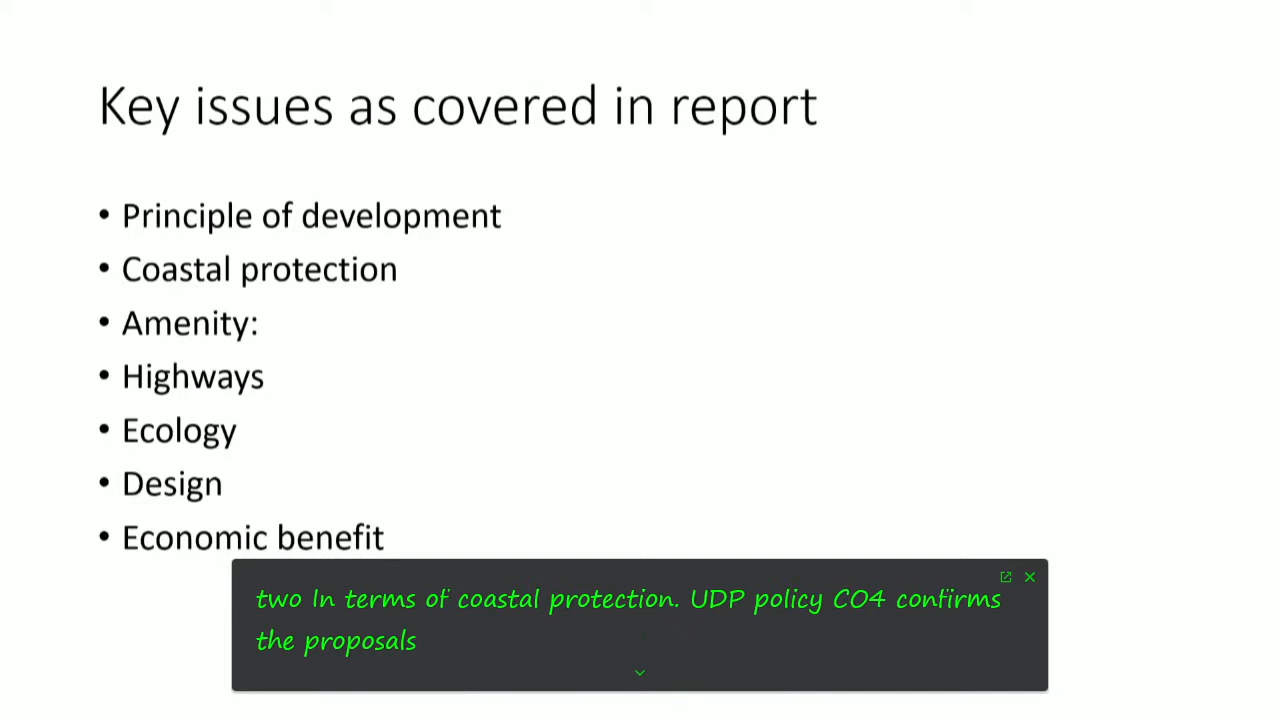 Key issues as covered in report
• Principle of development
• Coastal protection
• Amenity:
• Highways
• Ecology
• Design
• Economic benefit
two In terms of coastal protection. UDP policy CO4 confirms
the proposals